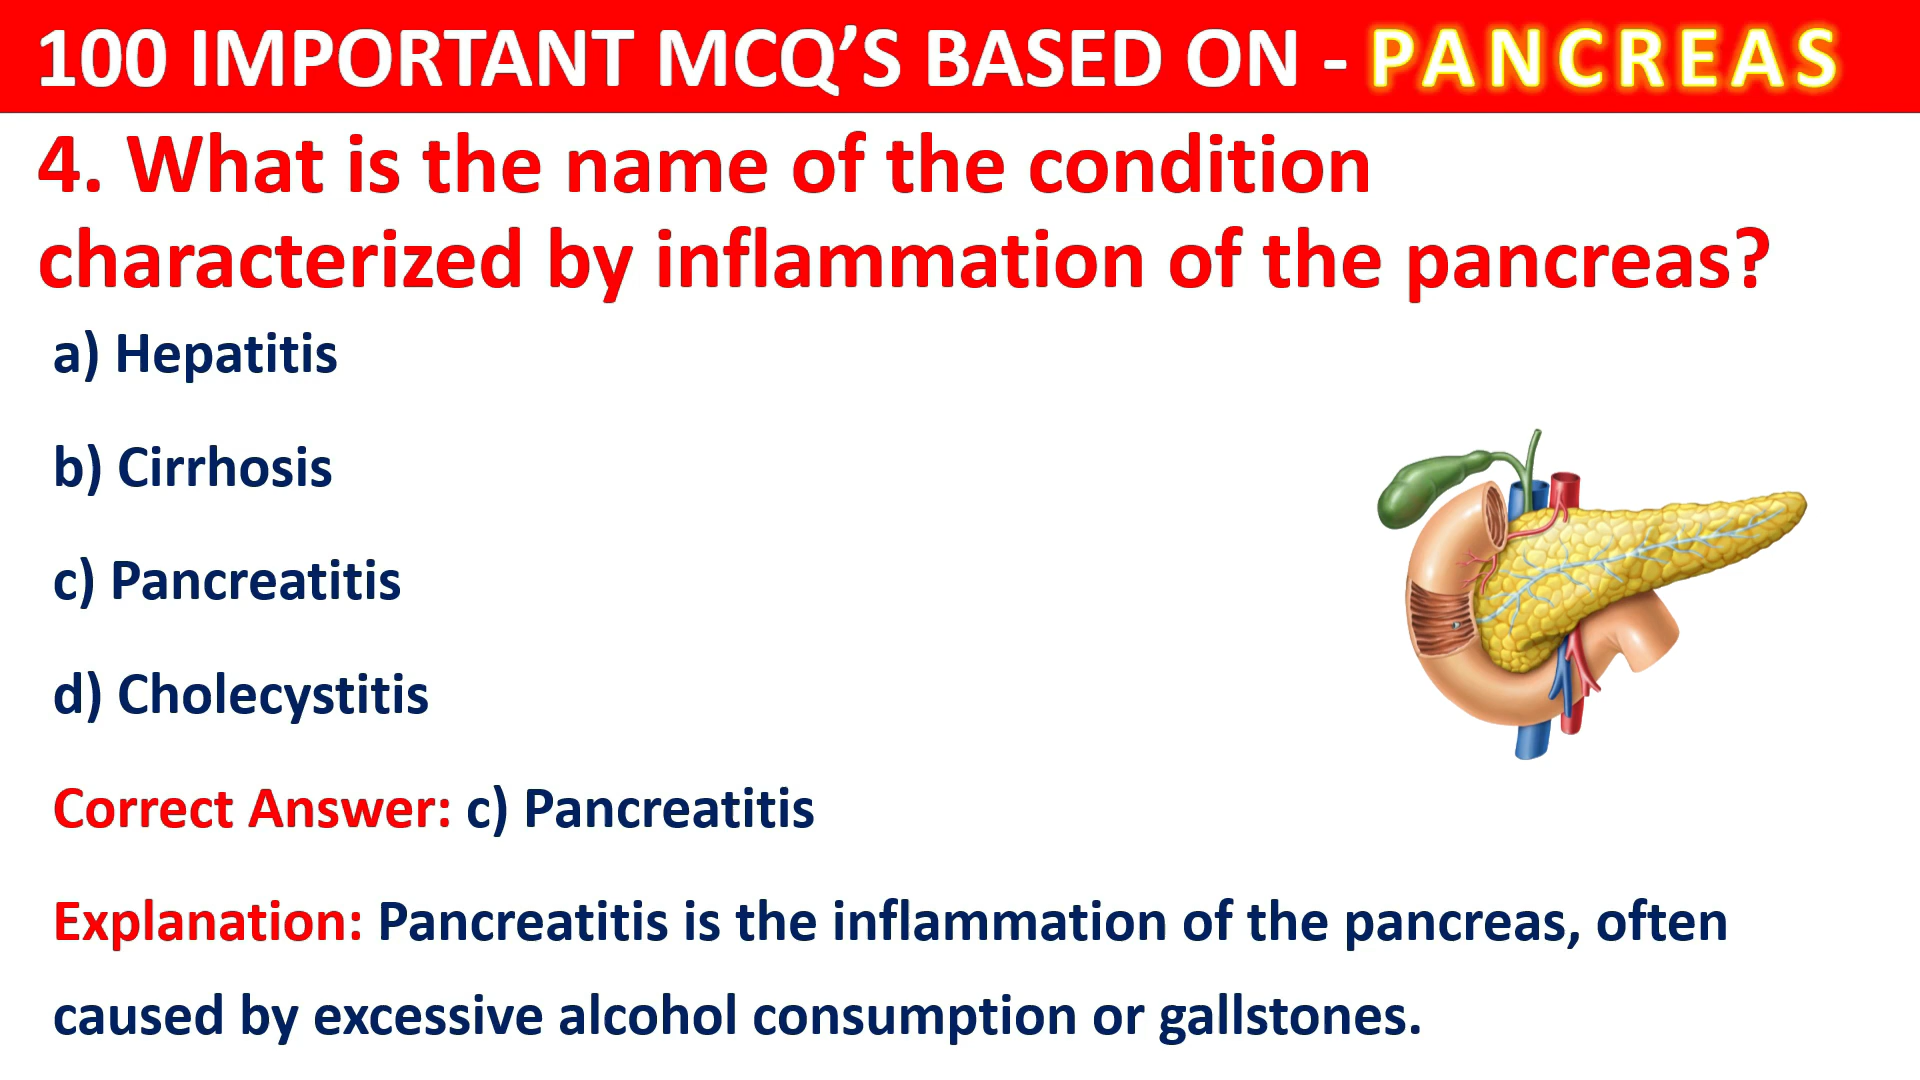 100 IMPORTANT MCQ’S BASED ON - PANCREAS
4. What is the name of the condition
characterized by inflammation of the pancreas?
a) Hepatitis
b) Cirrhosis
c) Pancreatitis
d) Cholecystitis
Correct Answer: c) Pancreatitis
Explanation: Pancreatitis is the inflammation of the pancreas, often
caused by excessive alcohol consumption or gallstones.